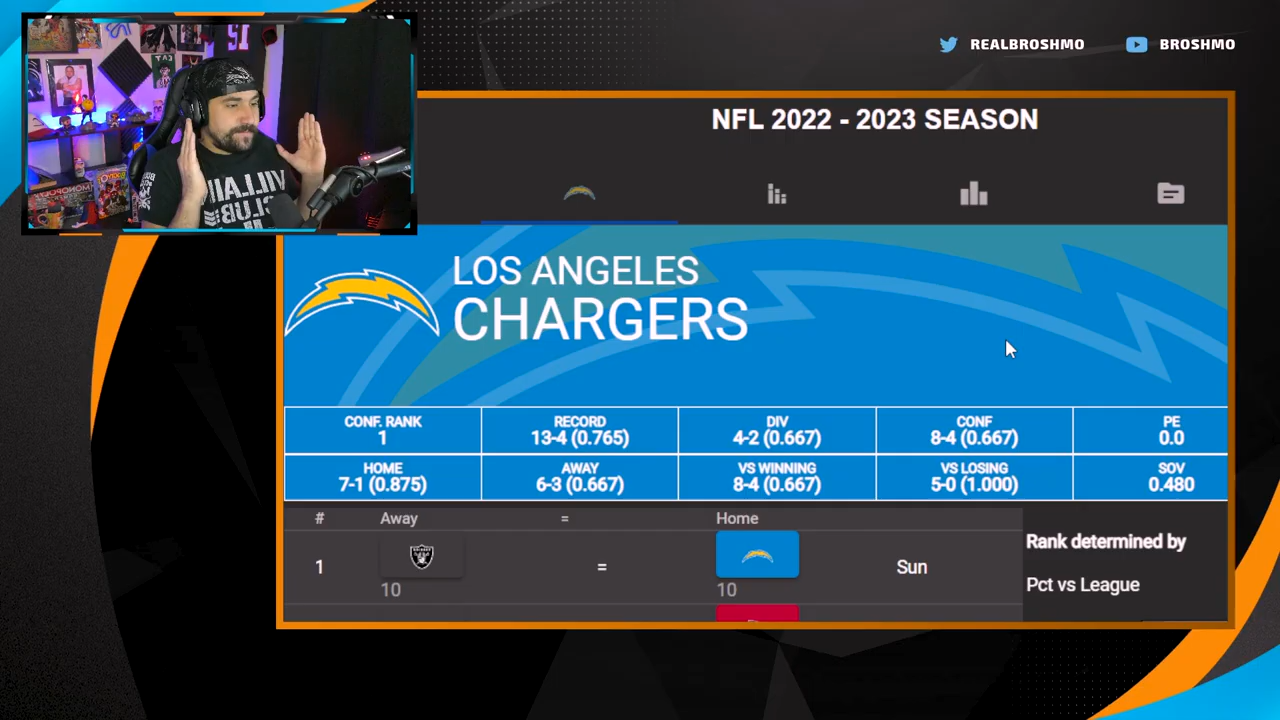 REALBROSHMO
BROSHMO
NFL 2022 - 2023 SEASON
LOS ANGELES
CHARGERS
CONF. RANK
1
RECORD
13-4 (0.765)
DIV
4-2 (0.667)
CONF
8-4 (0.667)
PE
0.0
HOME
7-1 (0.875)
AWAY
6-3 (0.667)
VS WINNING
8-4 (0.667)
VS LOSING
5-0 (1.000)
SOV
0.480
# Away = Home
1 = Sun
10 10
Rank determined by
Pct vs League